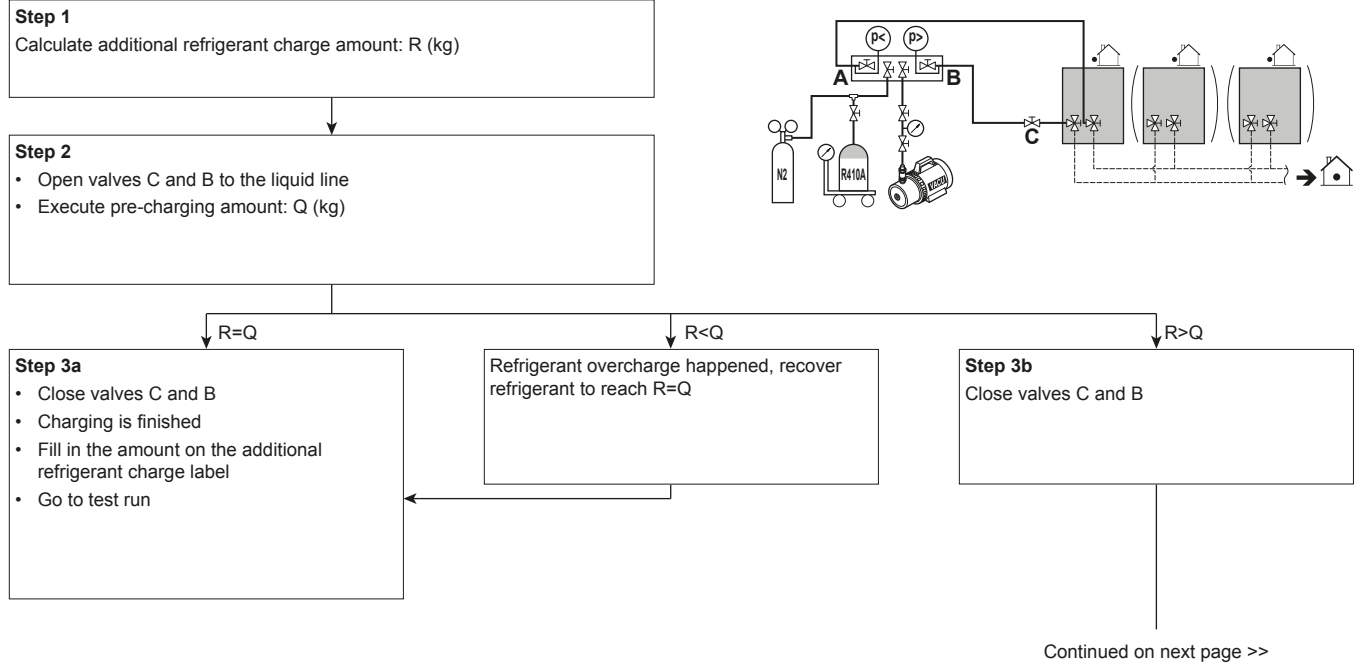 Step 1
Calculate additional refrigerant charge amount: R (kg)
p<
p>
A
B
C
N2
R410A
VACU
Step 2
• Open valves C and B to the liquid line
• Execute pre-charging amount: Q (kg)
R=Q
R<Q
R>Q
Step 3a
• Close valves C and B
• Charging is finished
• Fill in the amount on the additional
refrigerant charge label
• Go to test run
Refrigerant overcharge happened, recover
refrigerant to reach R=Q
Step 3b
Close valves C and B
Continued on next page >>